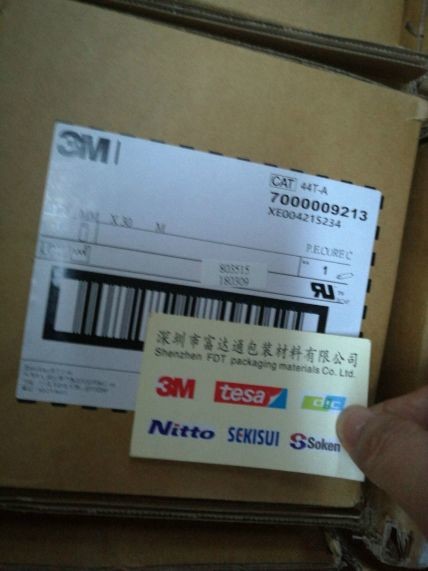 3M
CAT 44T-A
7000009213
XE004215234
MM X 30 M
1
803515
180309
深圳市富达通包装材料有限公司
Shenzhen FDT packaging materials Co. Ltd.
3M tesa dic
Nitto SEKISUI Soken